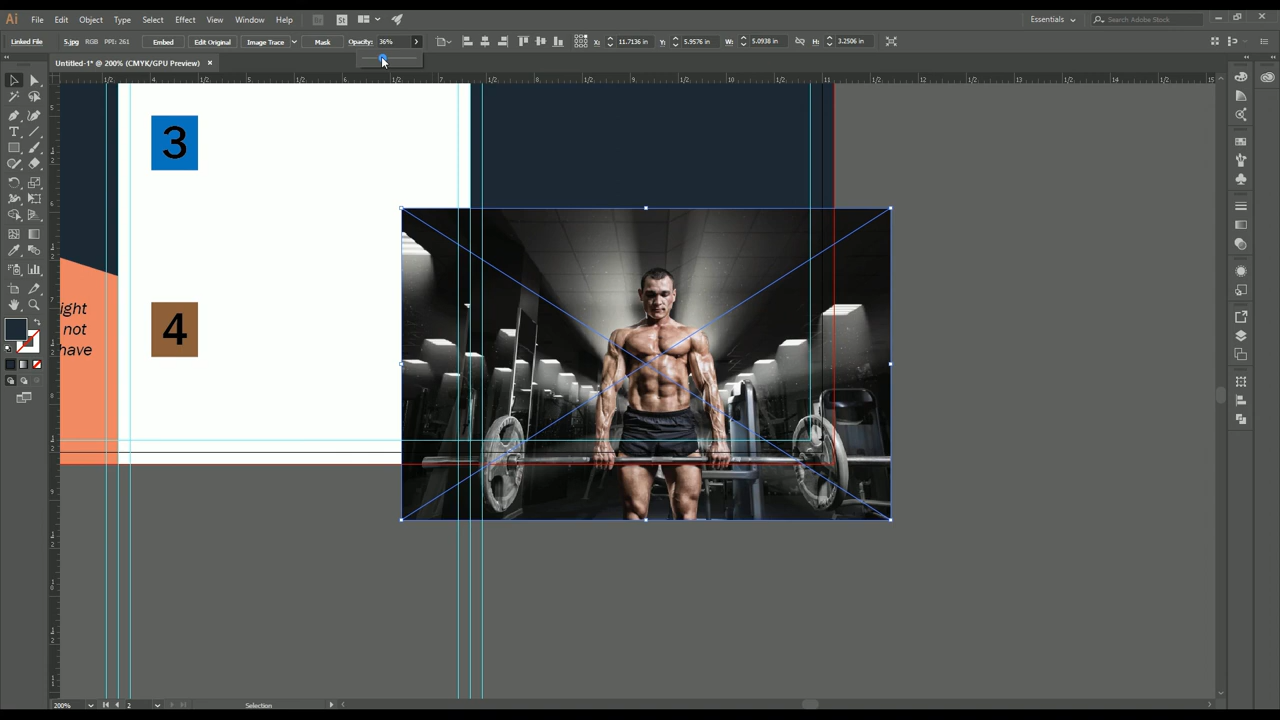 Ai File Edit Object Type Select Effect View Window Help Br St Essentials Search Adobe Stock
Linked File 5.jpg RGB PPI: 261 Embed Edit Original Image Trace Mask Opacity: 36% X: 11.7136 in Y: 5.9576 in W: 5.0938 in H: 3.2506 in
Untitled-1* @ 200% (CMYK/GPU Preview) ×
3
ight
not
have
4
200% 2 Selection